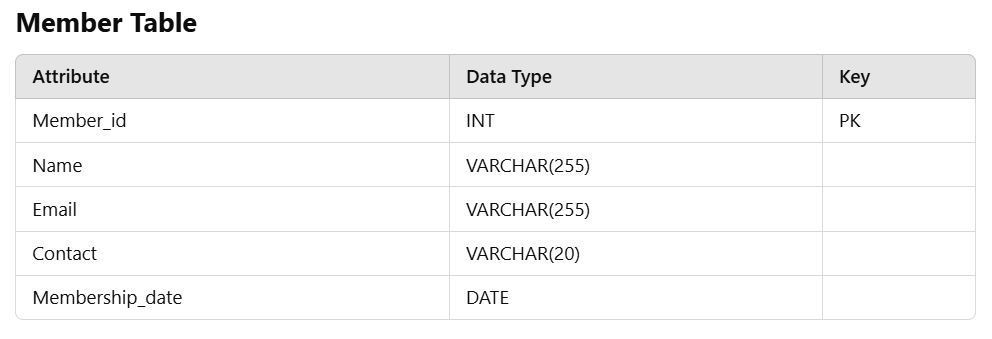 Member Table
Attribute Data Type Key
Member_id INT PK
Name VARCHAR(255)
Email VARCHAR(255)
Contact VARCHAR(20)
Membership_date DATE